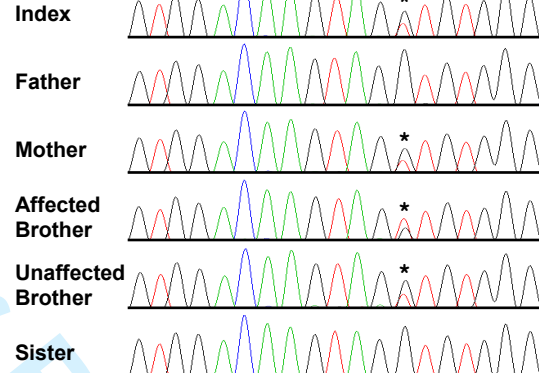 Index *
Father
Mother *
Affected
Brother *
Unaffected
Brother *
Sister